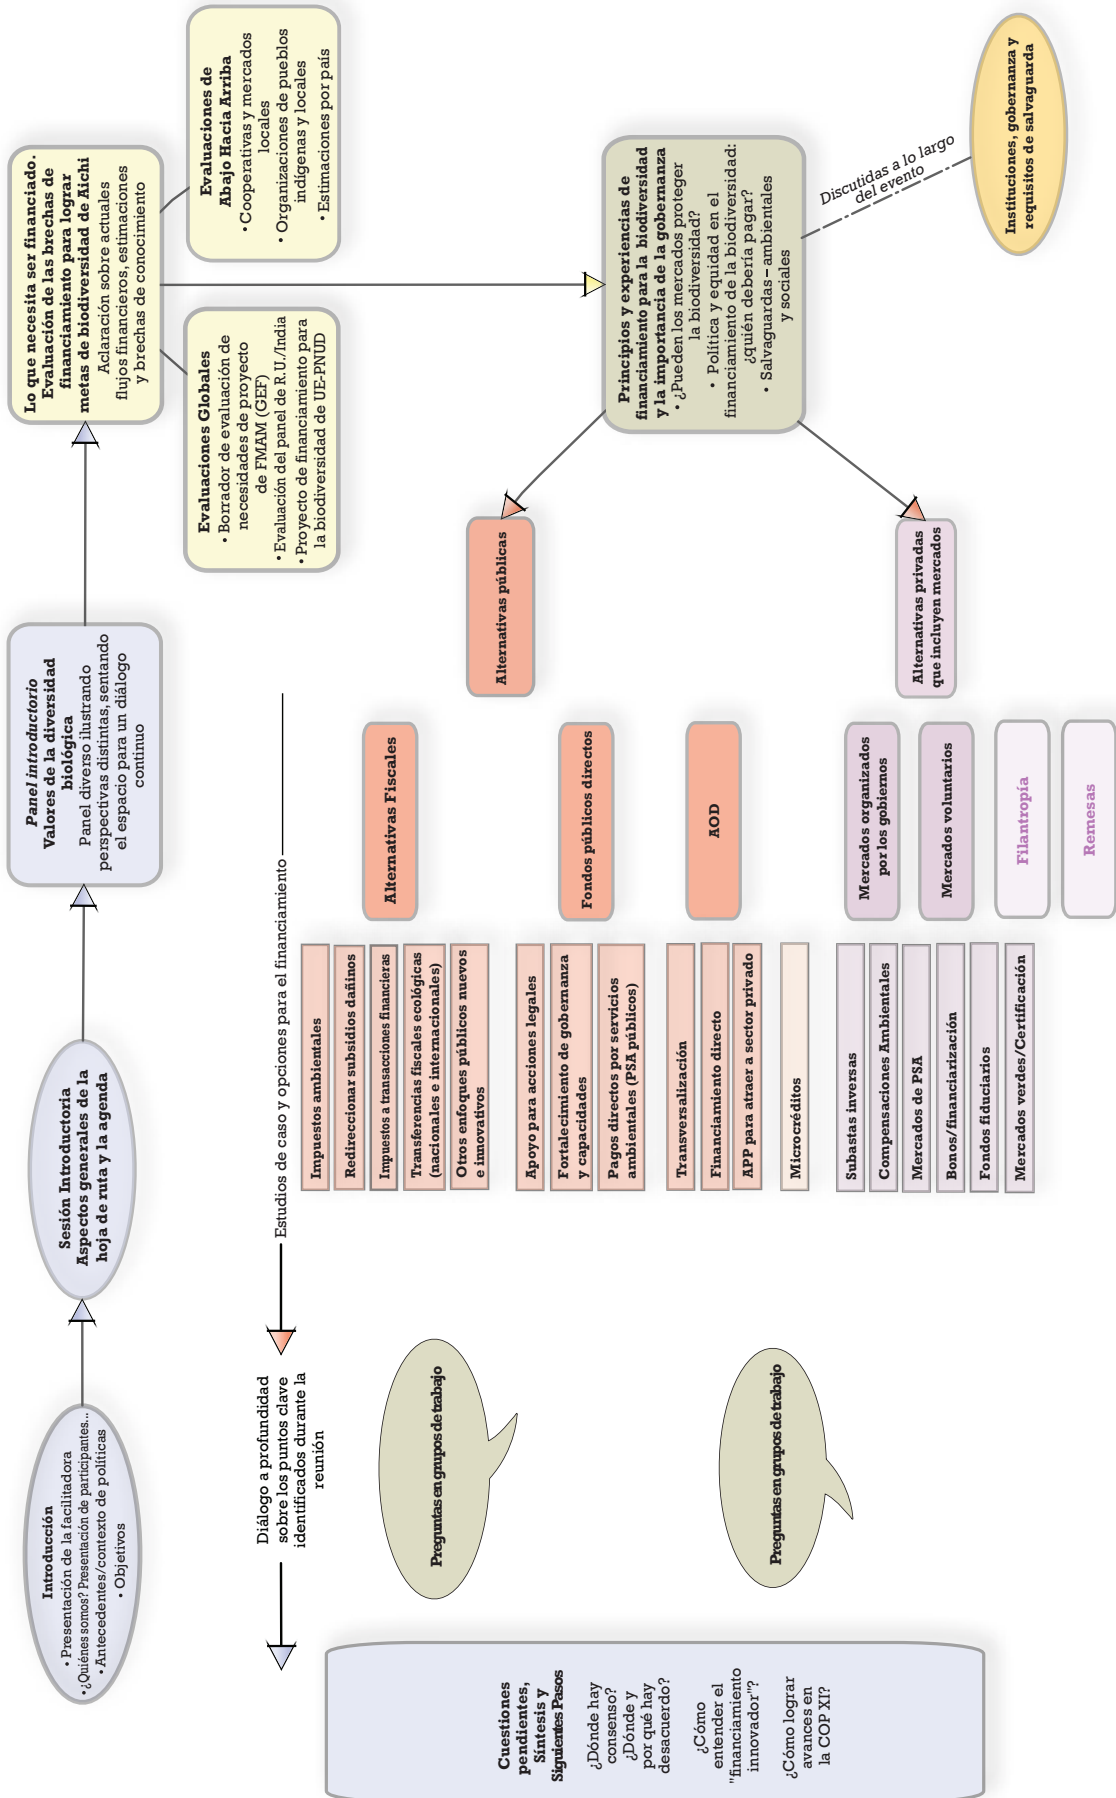 Introducción
• Presentación de la facilitadora
• ¿Quiénes somos? Presentación de participantes...
• Antecedentes/contexto de políticas
• Objetivos
Sesión Introductoria
Aspectos generales de la
hoja de ruta y la agenda
Panel introductorio
Valores de la diversidad
biológica
Panel diverso ilustrando
perspectivas distintas, sentando
el espacio para un diálogo
continuo
Lo que necesita ser financiado.
Evaluación de las brechas de
financiamiento para lograr
metas de biodiversidad de Aichi
Aclaración sobre actuales
flujos financieros, estimaciones
y brechas de conocimiento
Evaluaciones Globales
• Borrador de evaluación de
necesidades de proyecto
de FMAM (GEF)
• Evaluación del panel de R.U./India
• Proyecto de financiamiento para
la biodiversidad de UE-PNUD
Evaluaciones de
Abajo Hacia Arriba
• Cooperativas y mercados
locales
• Organizaciones de pueblos
indígenas y locales
• Estimaciones por país
Principios y experiencias de
financiamiento para la biodiversidad
y la importancia de la gobernanza
• ¿Pueden los mercados proteger
la biodiversidad?
• Política y equidad en el
financiamiento de la biodiversidad:
¿quién debería pagar?
• Salvaguardas – ambientales
y sociales
Discutidas a lo largo
del evento
Instituciones, gobernanza y
requisitos de salvaguarda
Alternativas públicas
Alternativas privadas
que incluyen mercados
Estudios de caso y opciones para el financiamiento
Alternativas Fiscales
Fondos públicos directos
AOD
Mercados organizados
por los gobiernos
Mercados voluntarios
Filantropía
Remesas
Impuestos ambientales
Redireccionar subsidios dañinos
Impuestos a transacciones financieras
Transferencias fiscales ecológicas
(nacionales e internacionales)
Otros enfoques públicos nuevos
e innovativos
Apoyo para acciones legales
Fortalecimiento de gobernanza
y capacidades
Pagos directos por servicios
ambientales (PSA públicos)
Transversalización
Financiamiento directo
APP para atraer a sector privado
Microcréditos
Subastas inversas
Compensaciones Ambientales
Mercados de PSA
Bonos/financiarización
Fondos fiduciarios
Mercados verdes/Certificación
Diálogo a profundidad
sobre los puntos clave
identificados durante la
reunión
Preguntas en grupos de trabajo
Preguntas en grupos de trabajo
Cuestiones
pendientes,
Síntesis y
Siguientes Pasos
¿Dónde hay
consenso?
¿Dónde y
por qué hay
desacuerdo?
¿Cómo
entender el
"financiamiento
innovador"?
¿Cómo lograr
avances en
la COP XI?